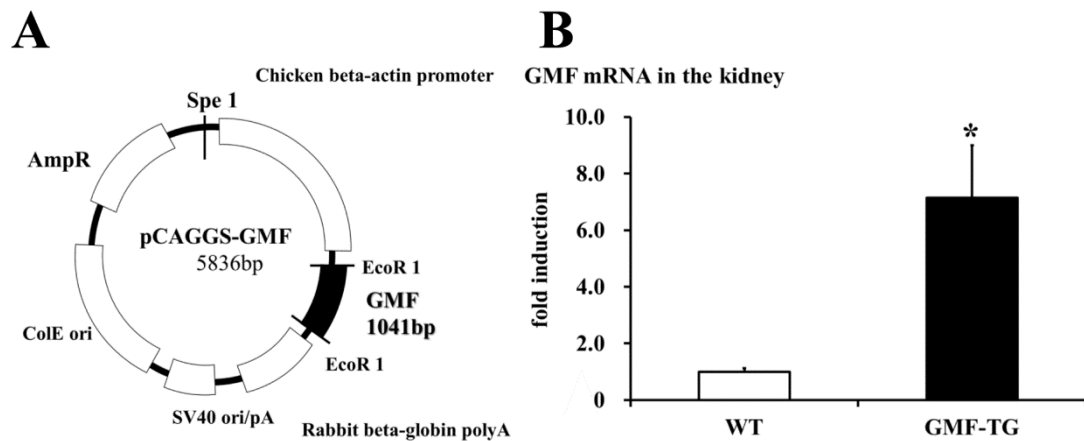 A
Chicken beta-actin promoter
Spe 1
AmpR
pCAGGS-GMF
5836bp
EcoR 1
GMF
1041bp
EcoR 1
ColE ori
SV40 ori/pA
Rabbit beta-globin polyA
B
GMF mRNA in the kidney
fold induction
10.0
8.0
6.0
4.0
2.0
0
*
WT
GMF-TG